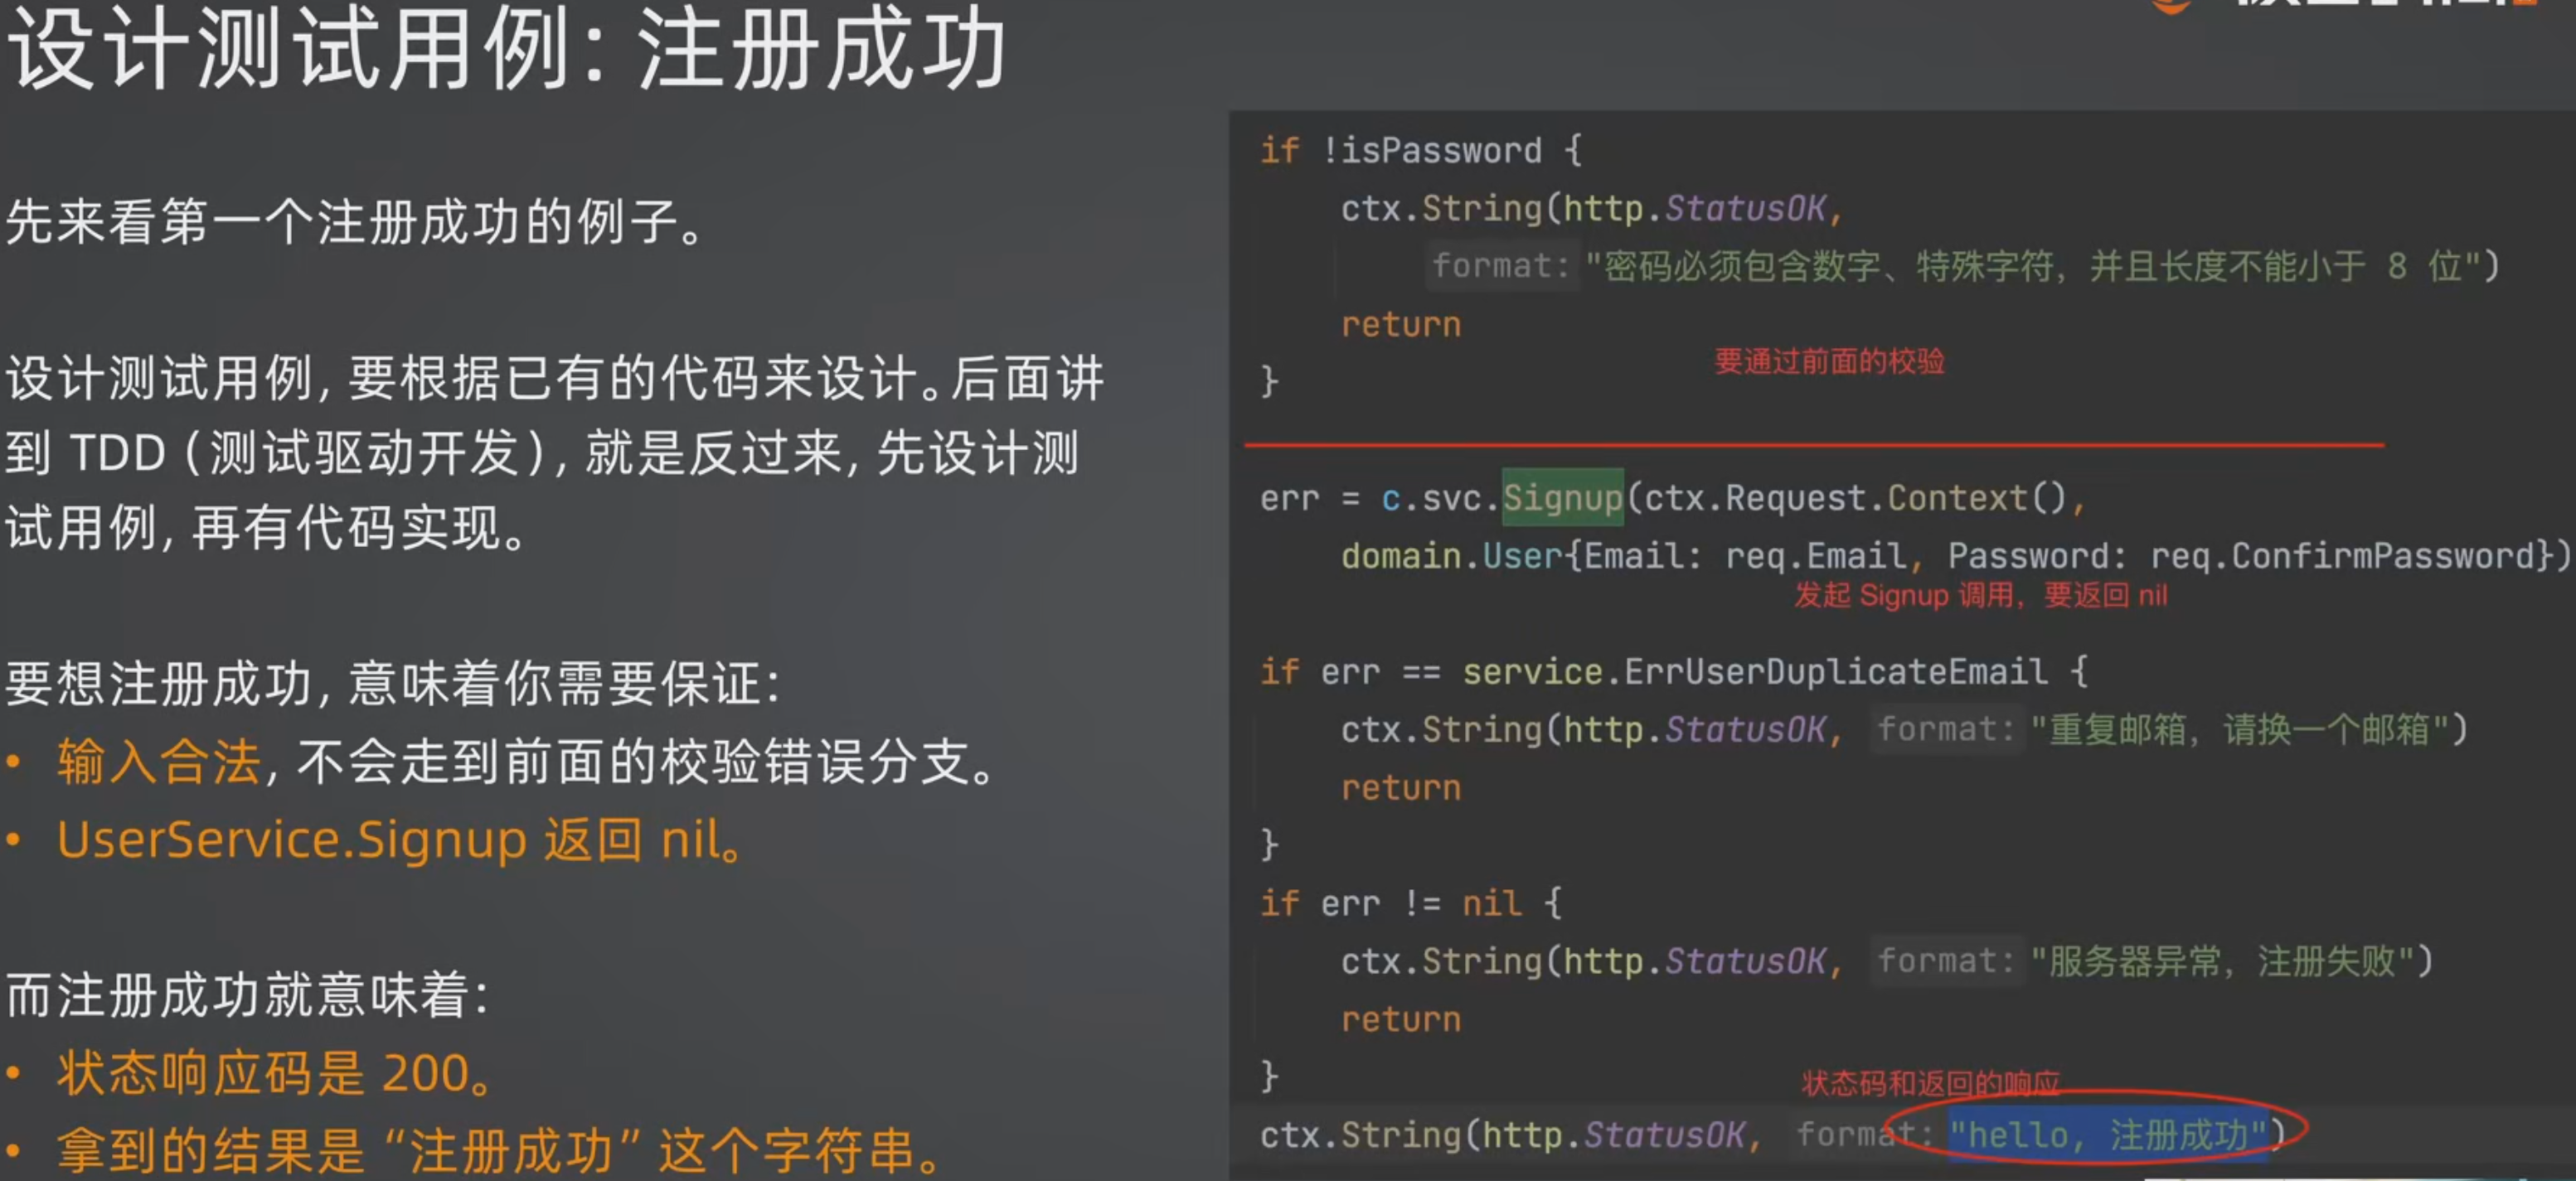 设计测试用例：注册成功
先来看第一个注册成功的例子。
设计测试用例，要根据已有的代码来设计。后面讲
到 TDD（测试驱动开发），就是反过来，先设计测
试用例，再有代码实现。
要想注册成功，意味着你需要保证：
• 输入合法，不会走到前面的校验错误分支。
• UserService.Signup 返回 nil。
而注册成功就意味着：
• 状态响应码是 200。
• 拿到的结果是 “注册成功” 这个字符串。
if !isPassword {
ctx.String(http.StatusOK,
format: "密码必须包含数字、特殊字符，并且长度不能小于 8 位")
return
要通过前面的校验
}
err = c.svc.Signup(ctx.Request.Context(),
domain.User{Email: req.Email, Password: req.ConfirmPassword})
发起 Signup 调用，要返回 nil
if err == service.ErrUserDuplicateEmail {
ctx.String(http.StatusOK, format: "重复邮箱，请换一个邮箱")
return
}
if err != nil {
ctx.String(http.StatusOK, format: "服务器异常，注册失败")
return
}
状态码和返回的响应
ctx.String(http.StatusOK, format: "hello, 注册成功")